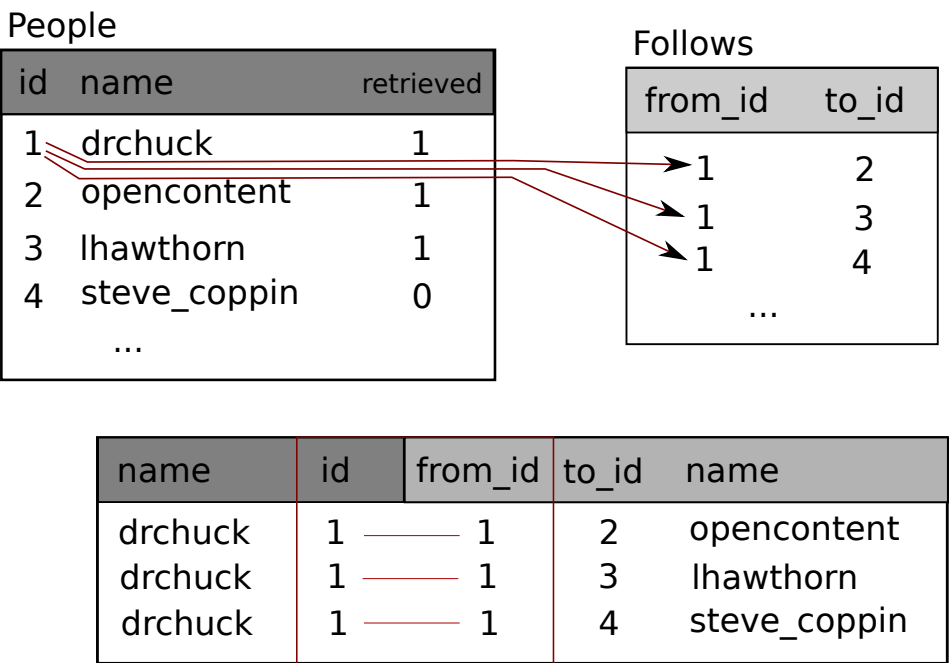 People
id name retrieved
1 drchuck 1
2 opencontent 1
3 lhawthorn 1
4 steve_coppin 0
...
Follows
from_id to_id
1 2
1 3
1 4
...
name id from_id to_id name
drchuck 1 1 2 opencontent
drchuck 1 1 3 lhawthorn
drchuck 1 1 4 steve_coppin